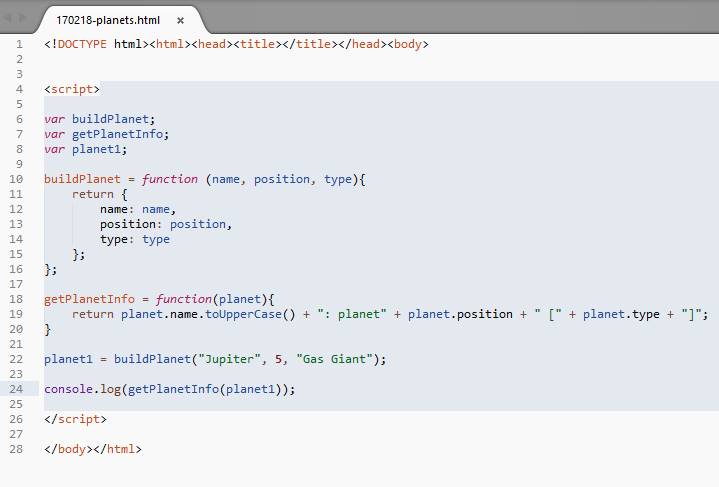 170218-planets.html ×
1 <!DOCTYPE html><html><head><title></title></head><body>
2
3
4 <script>
5
6 var buildPlanet;
7 var getPlanetInfo;
8 var planet1;
9
10 buildPlanet = function (name, position, type){
11     return {
12         name: name,
13         position: position,
14         type: type
15     };
16 };
17
18 getPlanetInfo = function(planet){
19     return planet.name.toUpperCase() + ": planet" + planet.position + " [" + planet.type + "]";
20 }
21
22 planet1 = buildPlanet("Jupiter", 5, "Gas Giant");
23
24 console.log(getPlanetInfo(planet1));
25
26 </script>
27
28 </body></html>